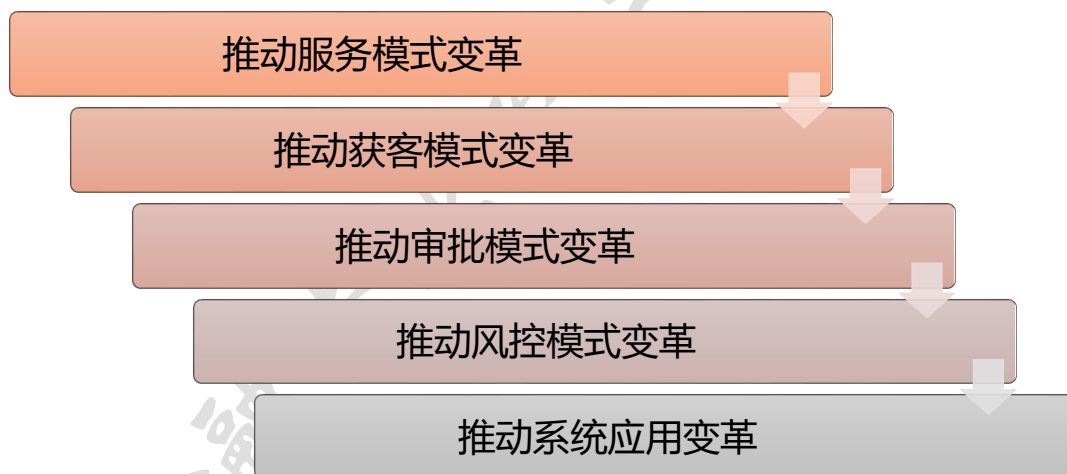 推动服务模式变革
推动获客模式变革
推动审批模式变革
推动风控模式变革
推动系统应用变革